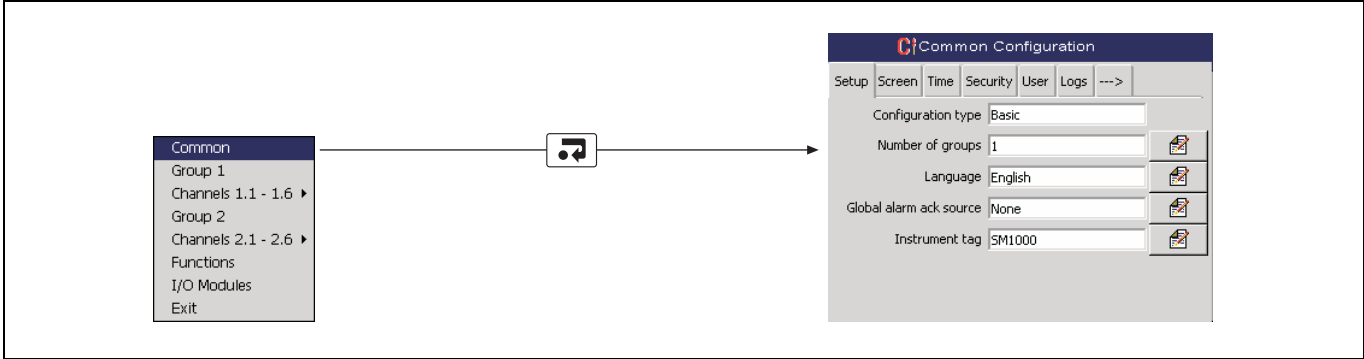 Common
Group 1
Channels 1.1 - 1.6
Group 2
Channels 2.1 - 2.6
Functions
I/O Modules
Exit
Common Configuration
Setup Screen Time Security User Logs --->
Configuration type Basic
Number of groups 1
Language English
Global alarm ack source None
Instrument tag SM1000